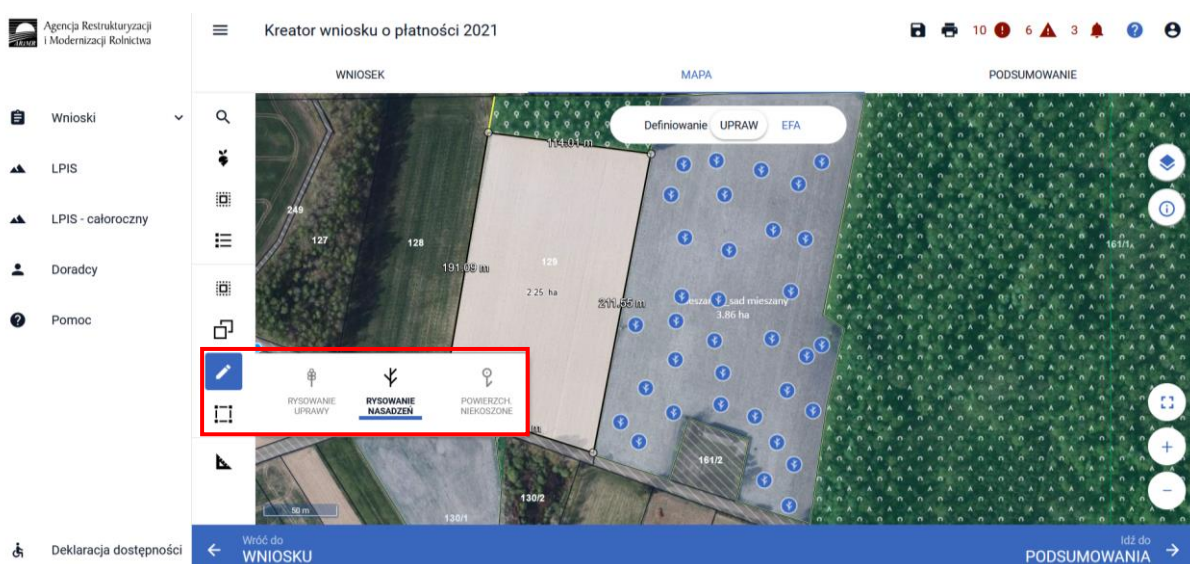 Agencja Restrukturyzacji
i Modernizacji Rolnictwa
ARiMR
Kreator wniosku o płatności 2021
10 6 3
WNIOSEK MAPA PODSUMOWANIE
Wnioski
LPIS
LPIS - całoroczny
Doradcy
Pomoc
Deklaracja dostępności
Definiowanie UPRAW EFA
114.01 m
249
127
128
129
161/1
191.09 m
2.25 ha
211.55 m
sad mieszany
3.86 ha
RYSOWANIE
UPRAWY
RYSOWANIE
NASADZEŃ
POWIERZCH.
NIEKOSZONE
m
161/2
130/2
130/1
50 m
Wróć do
WNIOSKU
Idź do
PODSUMOWANIA